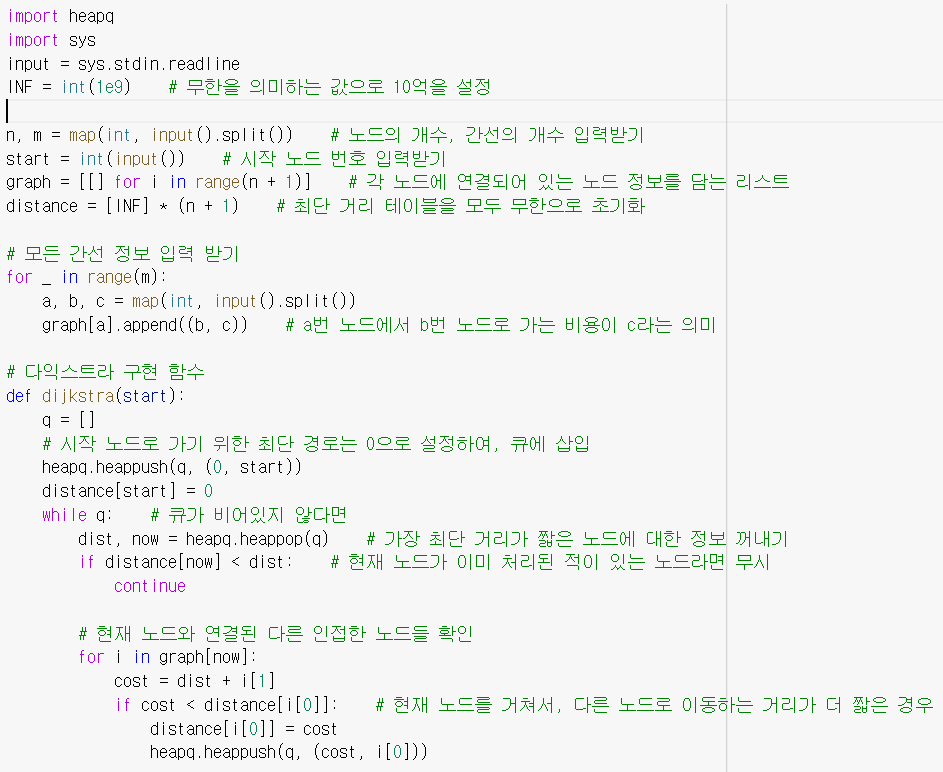 import heapq
import sys
input = sys.stdin.readline
INF = int(1e9)    # 무한을 의미하는 값으로 10억을 설정
n, m = map(int, input().split())    # 노드의 개수, 간선의 개수 입력받기
start = int(input())    # 시작 노드 번호 입력받기
graph = [[] for i in range(n + 1)]    # 각 노드에 연결되어 있는 노드 정보를 담는 리스트
distance = [INF] * (n + 1)    # 최단 거리 테이블을 모두 무한으로 초기화
# 모든 간선 정보 입력 받기
for _ in range(m):
    a, b, c = map(int, input().split())
    graph[a].append((b, c))    # a번 노드에서 b번 노드로 가는 비용이 c라는 의미
# 다익스트라 구현 함수
def dijkstra(start):
    q = []
    # 시작 노드로 가기 위한 최단 경로는 0으로 설정하여, 큐에 삽입
    heapq.heappush(q, (0, start))
    distance[start] = 0
    while q:    # 큐가 비어있지 않다면
        dist, now = heapq.heappop(q)    # 가장 최단 거리가 짧은 노드에 대한 정보 꺼내기
        if distance[now] < dist:    # 현재 노드가 이미 처리된 적이 있는 노드라면 무시
            continue
        # 현재 노드와 연결된 다른 인접한 노드들 확인
        for i in graph[now]:
            cost = dist + i[1]
            if cost < distance[i[0]]:    # 현재 노드를 거쳐서, 다른 노드로 이동하는 거리가 더 짧은 경우
                distance[i[0]] = cost
                heapq.heappush(q, (cost, i[0]))